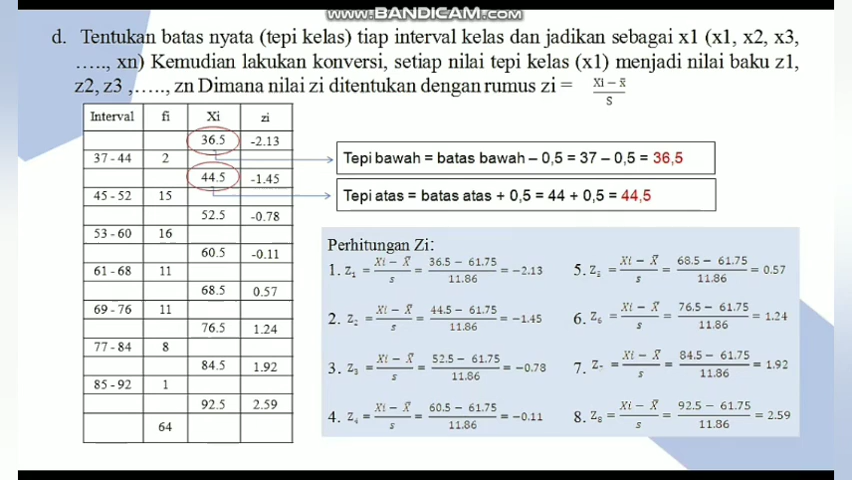 www.BANDICAM.com
d. Tentukan batas nyata (tepi kelas) tiap interval kelas dan jadikan sebagai x1 (x1, x2, x3,
….., xn) Kemudian lakukan konversi, setiap nilai tepi kelas (x1) menjadi nilai baku z1,
z2, z3 ,….., zn Dimana nilai zi ditentukan dengan rumus zi = (Xi − x̄)/S
Interval fi Xi zi
36.5 -2.13
37 - 44 2
44.5 -1.45
45 - 52 15
52.5 -0.78
53 - 60 16
60.5 -0.11
61 - 68 11
68.5 0.57
69 - 76 11
76.5 1.24
77 - 84 8
84.5 1.92
85 - 92 1
92.5 2.59
64
Tepi bawah = batas bawah – 0,5 = 37 – 0,5 = 36,5
Tepi atas = batas atas + 0,5 = 44 + 0,5 = 44,5
Perhitungan Zi:
1. Z₁ = (Xi − X̄)/s = (36.5 − 61.75)/11.86 = −2.13
2. Z₂ = (Xi − X̄)/s = (44.5 − 61.75)/11.86 = −1.45
3. Z₃ = (Xi − X̄)/s = (52.5 − 61.75)/11.86 = −0.78
4. Z₄ = (Xi − X̄)/s = (60.5 − 61.75)/11.86 = −0.11
5. Z₅ = (Xi − X̄)/s = (68.5 − 61.75)/11.86 = 0.57
6. Z₆ = (Xi − X̄)/s = (76.5 − 61.75)/11.86 = 1.24
7. Z₇ = (Xi − X̄)/s = (84.5 − 61.75)/11.86 = 1.92
8. Z₈ = (Xi − X̄)/s = (92.5 − 61.75)/11.86 = 2.59